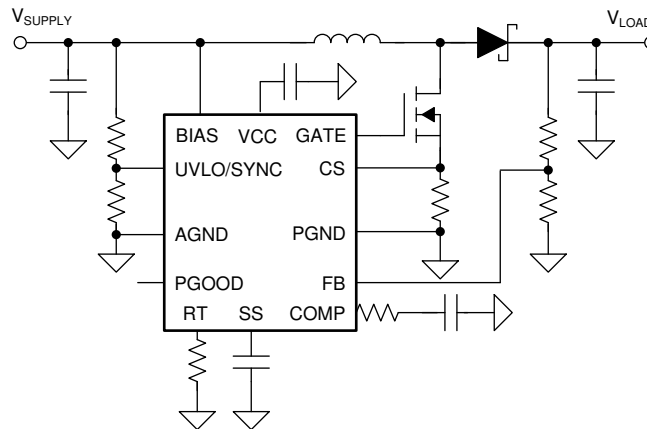 VSUPPLY
VLOAD
BIAS
VCC
GATE
UVLO/SYNC
CS
AGND
PGND
PGOOD
FB
RT
SS
COMP